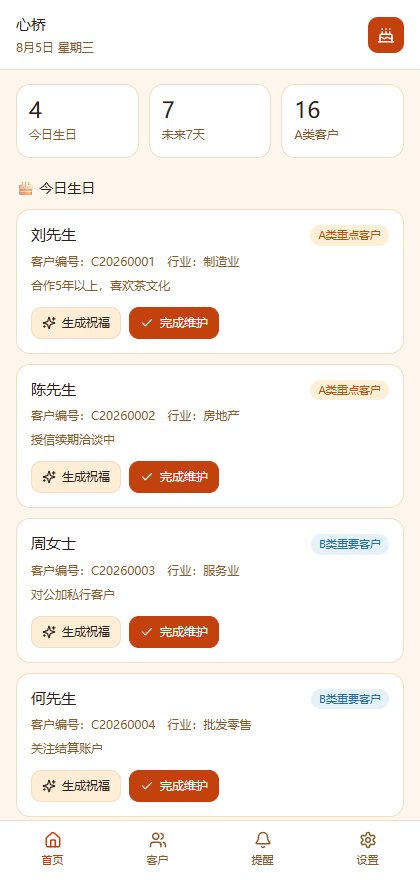 心桥
8月5日 星期三
4
今日生日
7
未来7天
16
A类客户
今日生日
刘先生
A类重点客户
客户编号：C20260001 行业：制造业
合作5年以上，喜欢茶文化
生成祝福
完成维护
陈先生
A类重点客户
客户编号：C20260002 行业：房地产
授信续期洽谈中
生成祝福
完成维护
周女士
B类重要客户
客户编号：C20260003 行业：服务业
对公加私行客户
生成祝福
完成维护
何先生
B类重要客户
客户编号：C20260004 行业：批发零售
关注结算账户
生成祝福
完成维护
首页
客户
提醒
设置